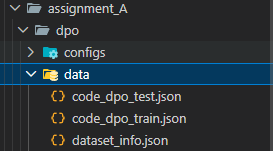 assignment_A
dpo
configs
data
code_dpo_test.json
code_dpo_train.json
dataset_info.json